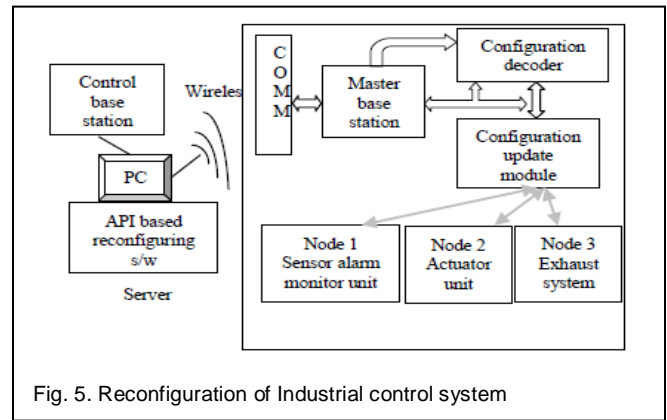 Control
base
station
PC
API based
reconfiguring
s/w
Server
Wireles
C
O
M
M
Master
base
station
Configuration
decoder
Configuration
update
module
Node 1
Sensor alarm
monitor unit
Node 2
Actuator
unit
Node 3
Exhaust
system
Fig. 5. Reconfiguration of Industrial control system